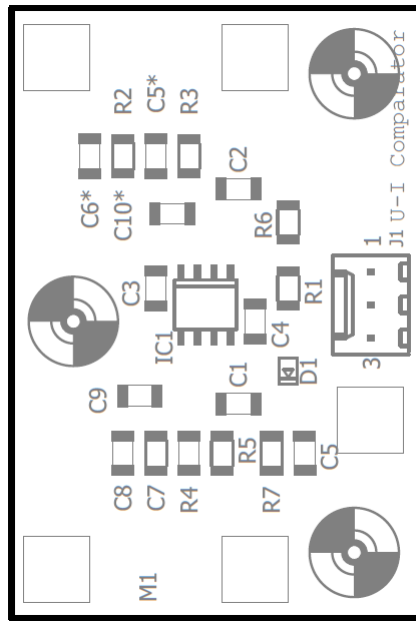 R2
C5*
R3
C6*
C10*
C2
R6
J1 U-I Comparator
1
3
C3
IC1
C4
R1
D1
C9
C1
C8
C7
R4
R5
R7
C5
M1